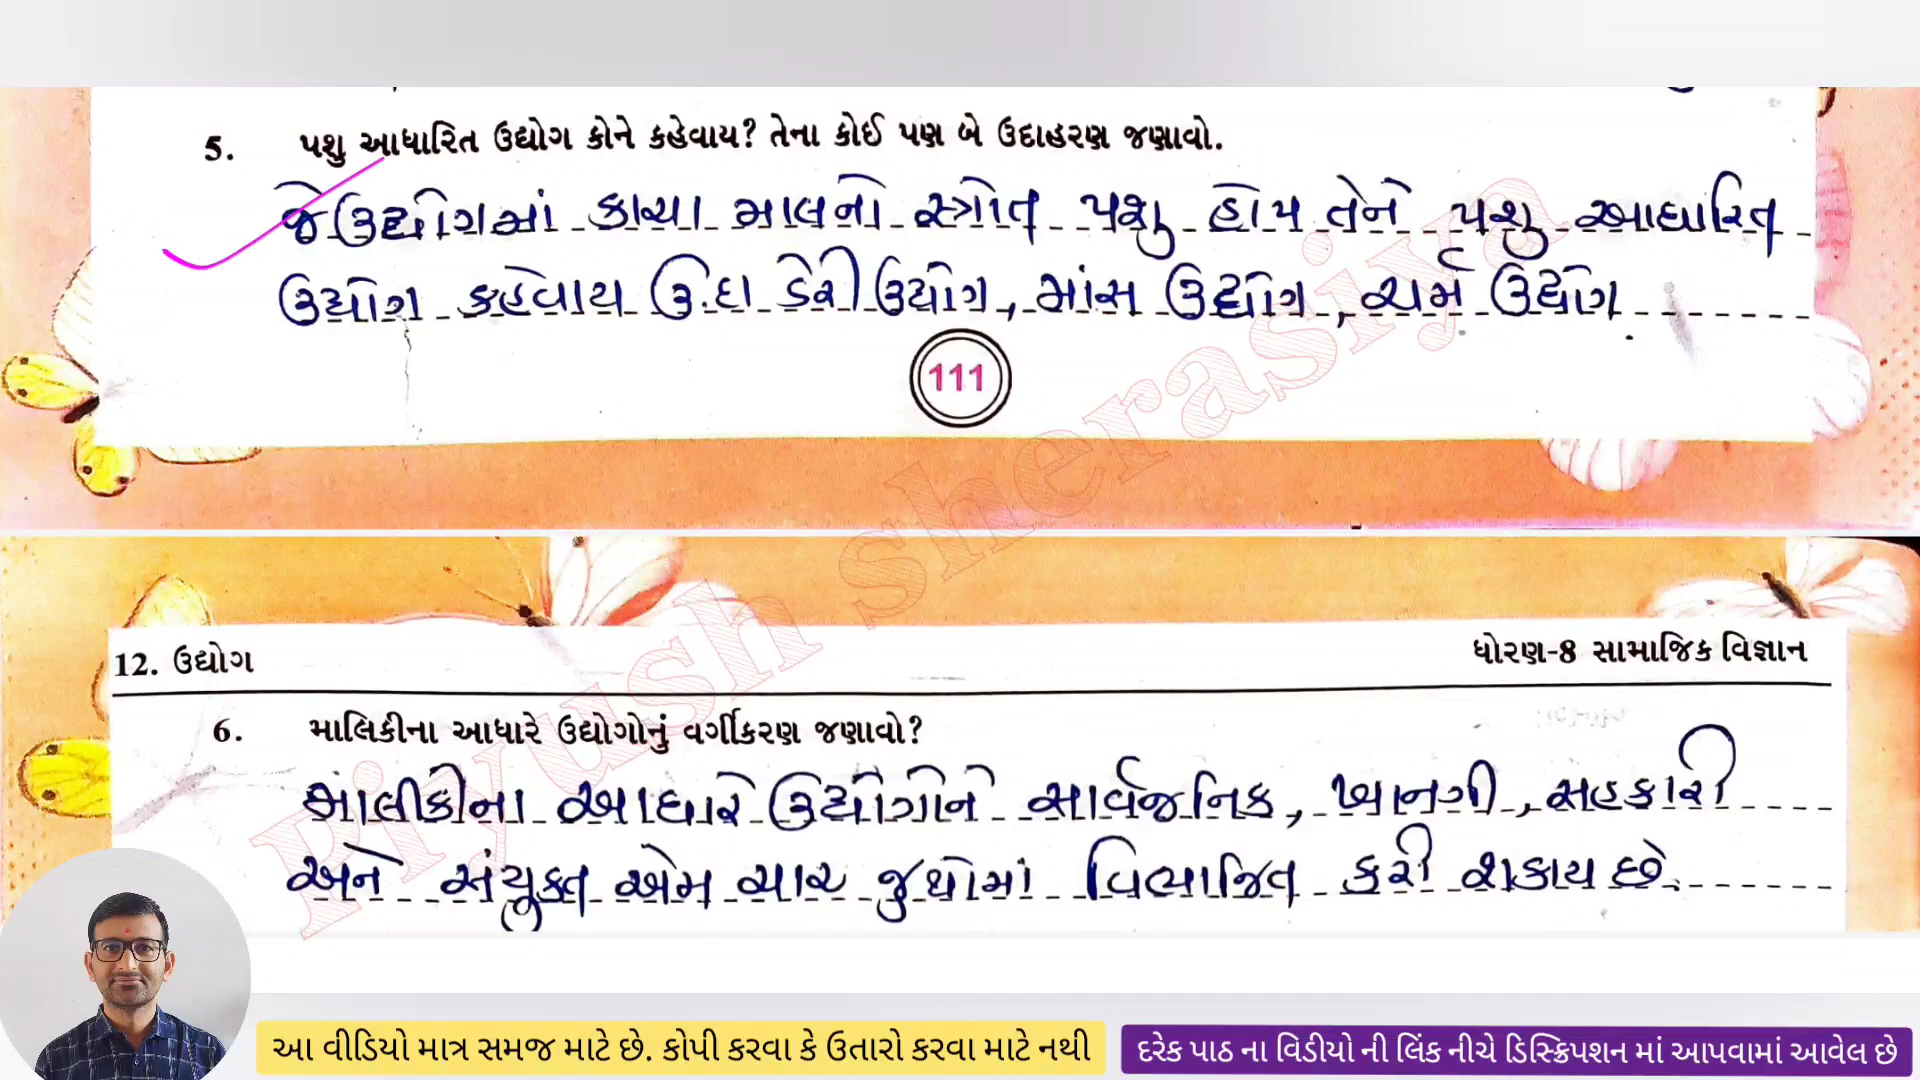 5. પશુ આધારિત ઉદ્યોગ કોને કહેવાય? તેના કોઈ પણ બે ઉદાહરણ જણાવો.
જે ઉદ્યોગમાં કાચા માલનો સ્ત્રોત પશુ હોય તેને પશુ આધારિત
ઉદ્યોગ કહેવાય ઉ.દા ડેરી ઉદ્યોગ, માંસ ઉદ્યોગ, ચર્મ ઉદ્યોગ.
111
Piyush sherasiya
12. ઉદ્યોગ ધોરણ-8 સામાજિક વિજ્ઞાન
6. માલિકીના આધારે ઉદ્યોગોનું વર્ગીકરણ જણાવો?
માલીકીના આધારે ઉદ્યોગોને સાર્વજનિક, ખાનગી, સહકારી
અને સંયુક્ત એમ ચાર જુથોમાં વિભાજિત કરી શકાય છે.
આ વીડિયો માત્ર સમજ માટે છે. કોપી કરવા કે ઉતારો કરવા માટે નથી
દરેક પાઠ ના વિડીયો ની લિંક નીચે ડિસ્ક્રિપશન માં આપવામાં આવેલ છે